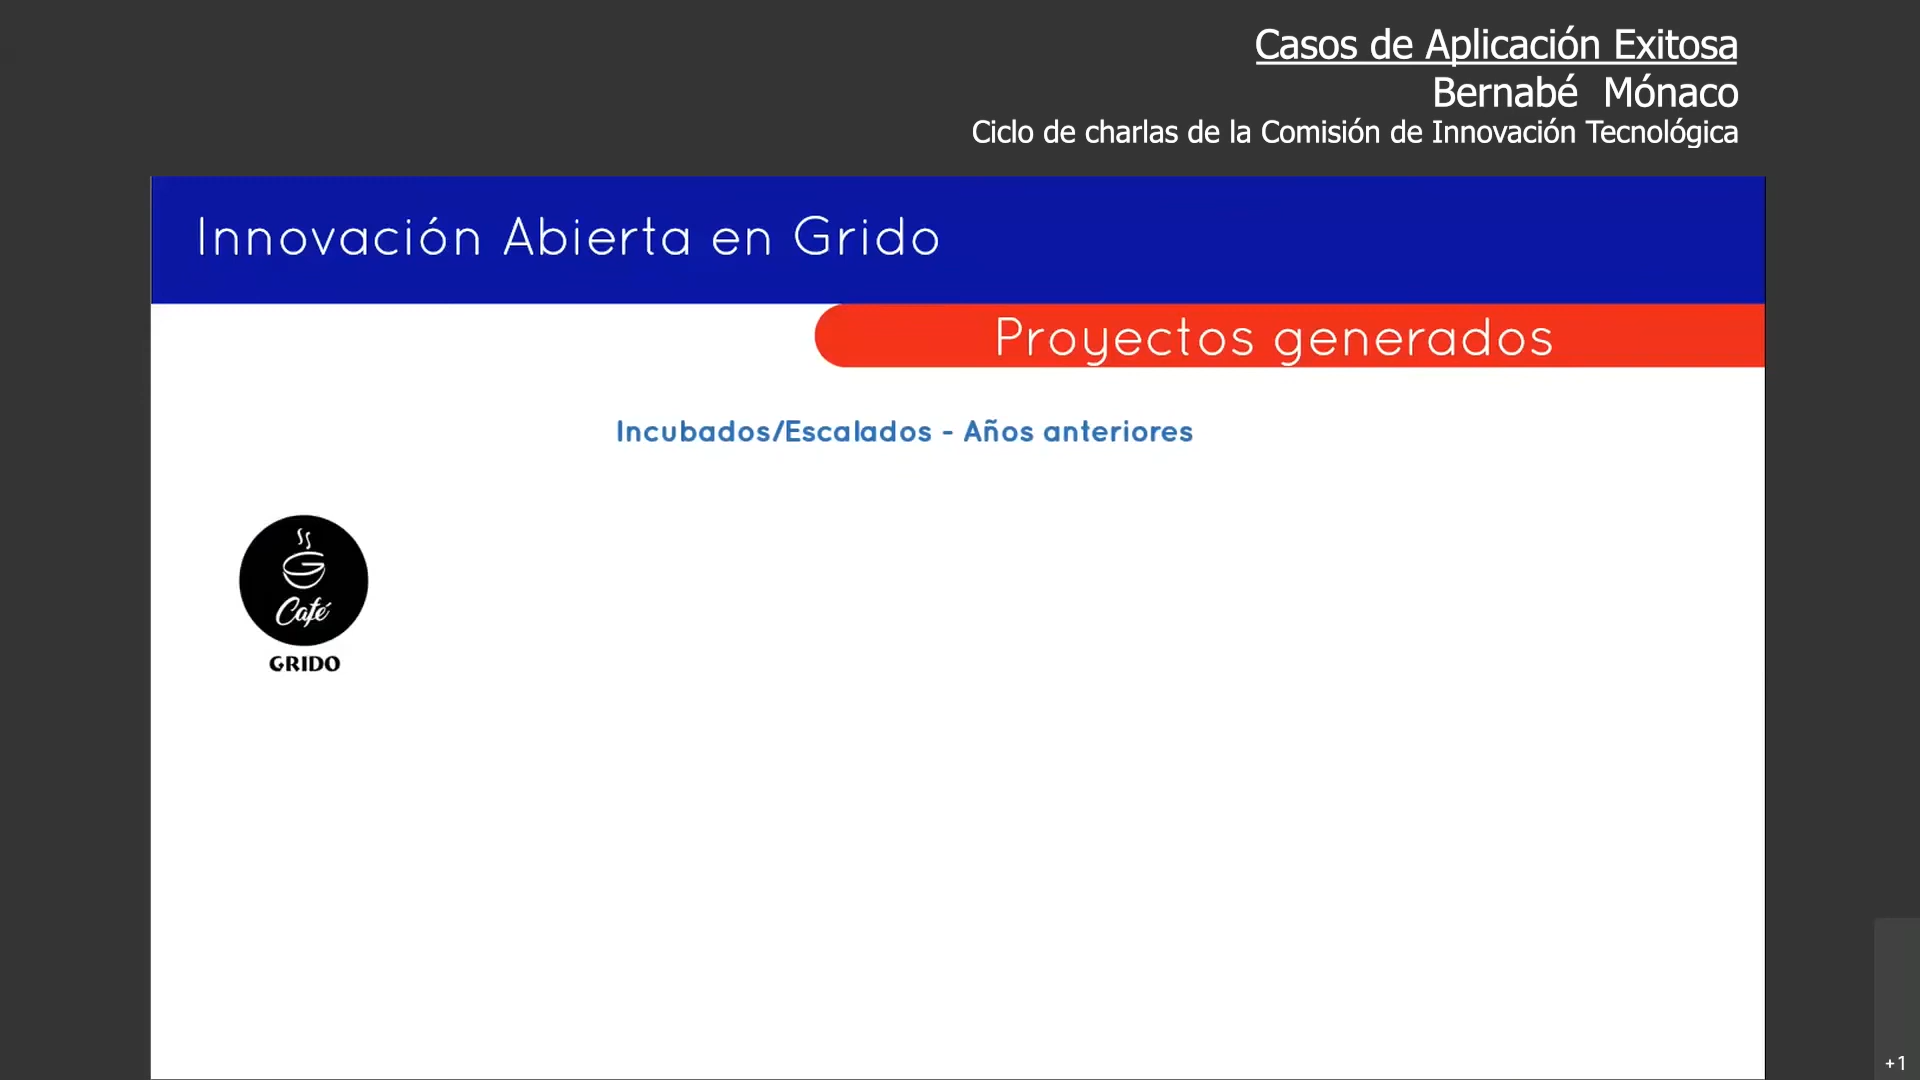 Casos de Aplicación Exitosa
Bernabé Mónaco
Ciclo de charlas de la Comisión de Innovación Tecnológica
Innovación Abierta en Grido
Proyectos generados
Incubados/Escalados - Años anteriores
G
Café
GRIDO
+1